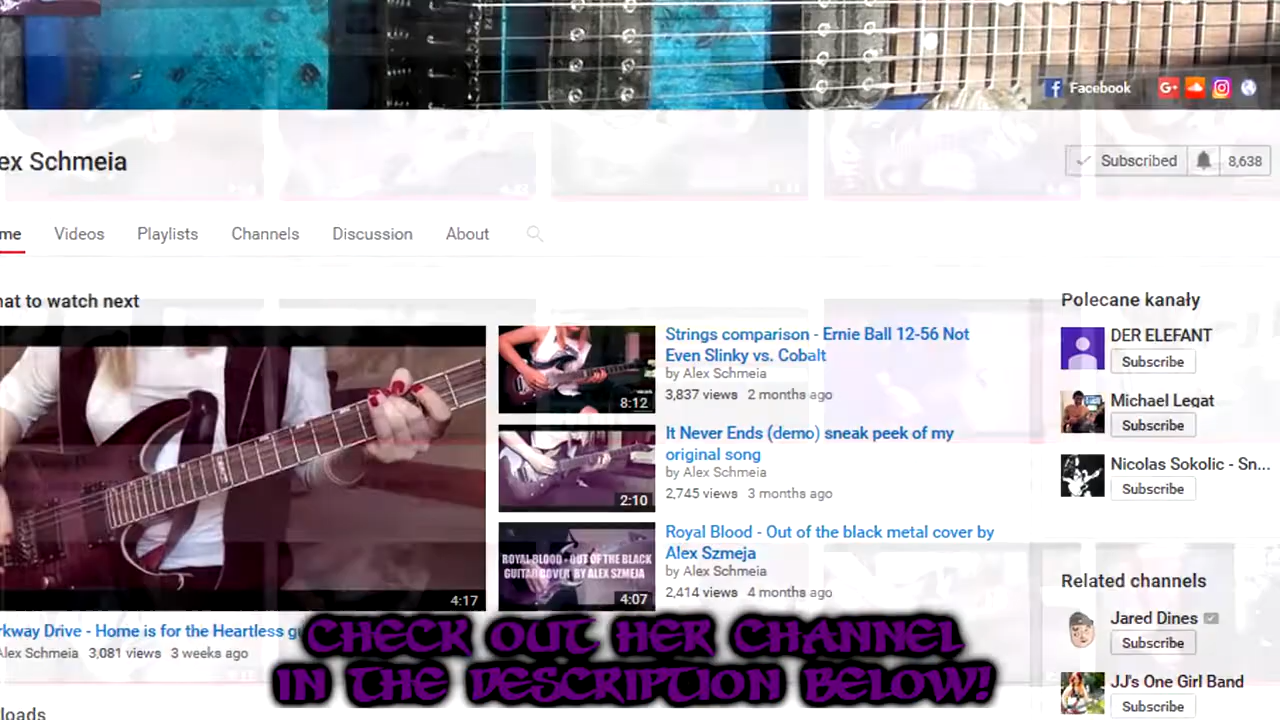 Facebook
ex Schmeia
Subscribed 8,638
me Videos Playlists Channels Discussion About
at to watch next
4:17
rkway Drive - Home is for the Heartless gu
Alex Schmeia 3,081 views 3 weeks ago
loads
8:12
Strings comparison - Ernie Ball 12-56 Not
Even Slinky vs. Cobalt
by Alex Schmeia
3,837 views 2 months ago
2:10
It Never Ends (demo) sneak peek of my
original song
by Alex Schmeia
2,745 views 3 months ago
ROYAL BLOOD - OUT OF THE BLACK
GUITAR COVER BY ALEX SZMEJA
4:07
Royal Blood - Out of the black metal cover by
Alex Szmeja
by Alex Schmeia
2,414 views 4 months ago
Polecane kanały
DER ELEFANT
Subscribe
Michael Legat
Subscribe
Nicolas Sokolic - Sn...
Subscribe
Related channels
Jared Dines
Subscribe
JJ's One Girl Band
Subscribe
CHECK OUT HER CHANNEL
IN THE DESCRIPTION BELOW!